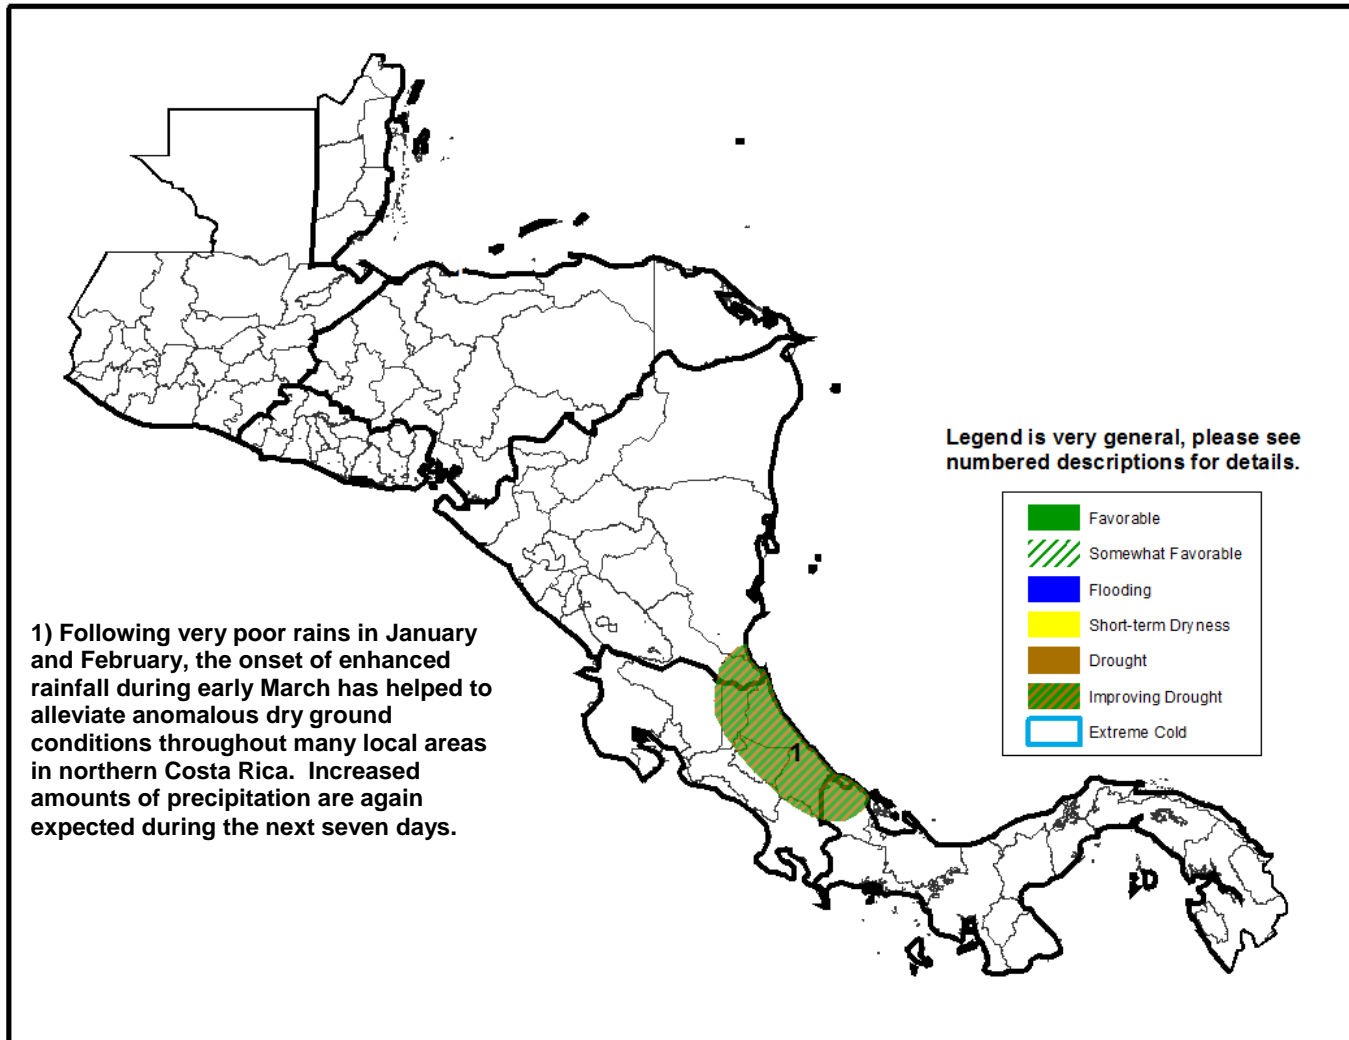 Legend is very general, please see
numbered descriptions for details.
Favorable
Somewhat Favorable
Flooding
Short-term Dryness
Drought
Improving Drought
Extreme Cold
1) Following very poor rains in January
and February, the onset of enhanced
rainfall during early March has helped to
alleviate anomalous dry ground
conditions throughout many local areas
in northern Costa Rica.  Increased
amounts of precipitation are again
expected during the next seven days.
1